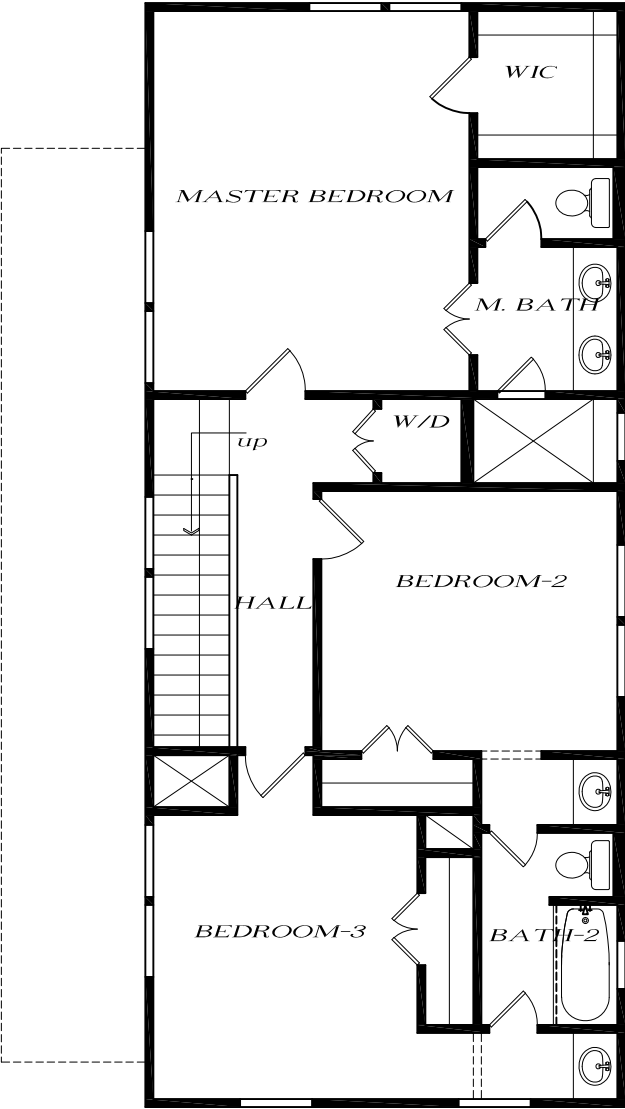 WIC
MASTER BEDROOM
M. BATH
W/D
up
BEDROOM-2
HALL
BEDROOM-3
BATH-2